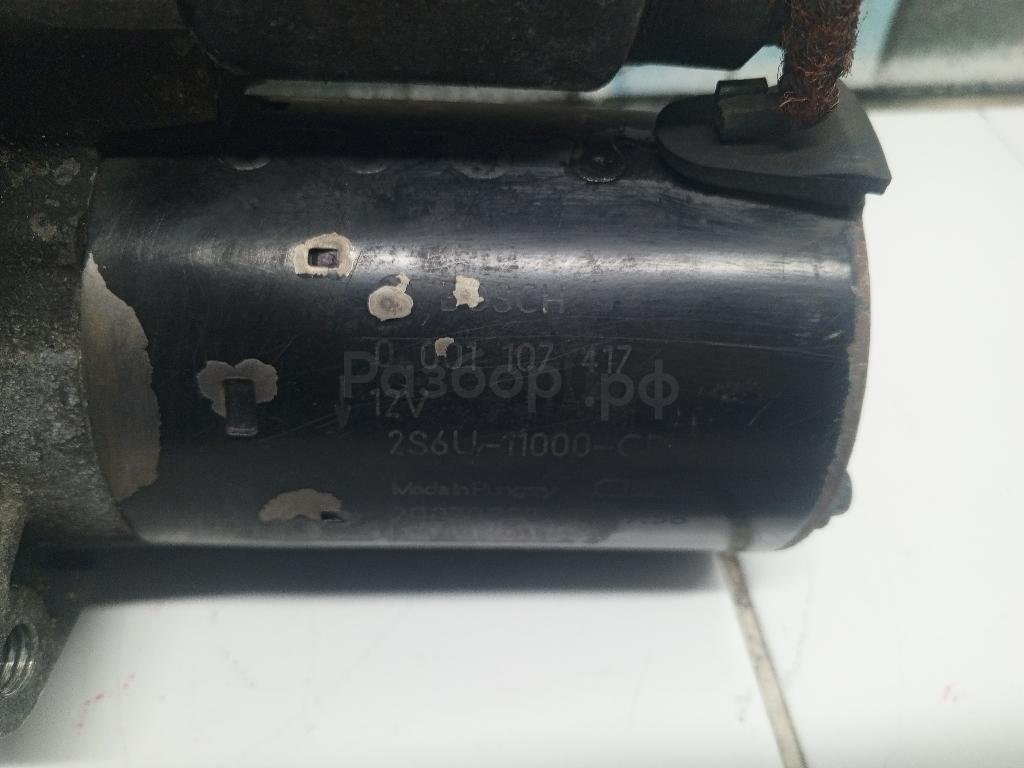 BOSCH
0 001 107 417
Разбор.рф
12V
2S6U-11000-
Made in Hungary